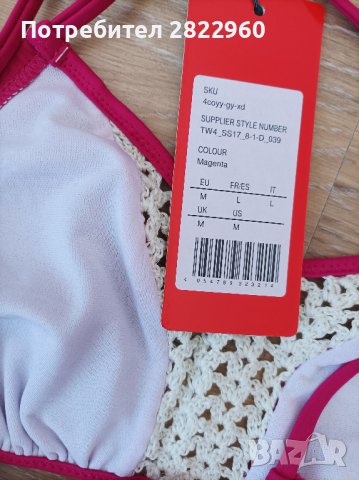 Потребител 2822960
SKU
4coyy-gy-xd
SUPPLIER STYLE NUMBER
TW4_SS17_8-1-D_039
COLOUR
Magenta
EU FR/ES IT
M L L
UK US
M M
BAZAR